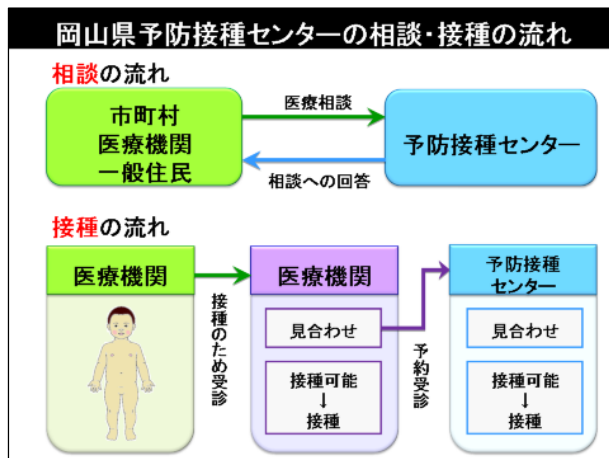 岡山県予防接種センターの相談・接種の流れ
相談の流れ
市町村
医療機関
一般住民
医療相談
相談への回答
予防接種センター
接種の流れ
医療機関
接種のため受診
医療機関
見合わせ
接種可能
↓
接種
予約受診
予防接種
センター
見合わせ
接種可能
↓
接種